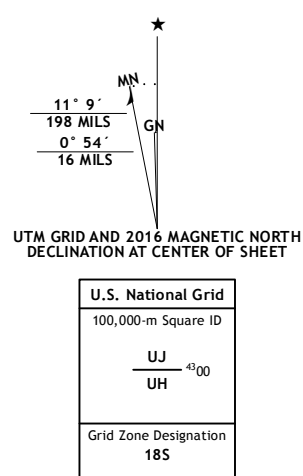 MN
GN
11° 9´
198 MILS
0° 54´
16 MILS
UTM GRID AND 2016 MAGNETIC NORTH
DECLINATION AT CENTER OF SHEET
U.S. National Grid
100,000-m Square ID
UJ
4300
UH
Grid Zone Designation
18S